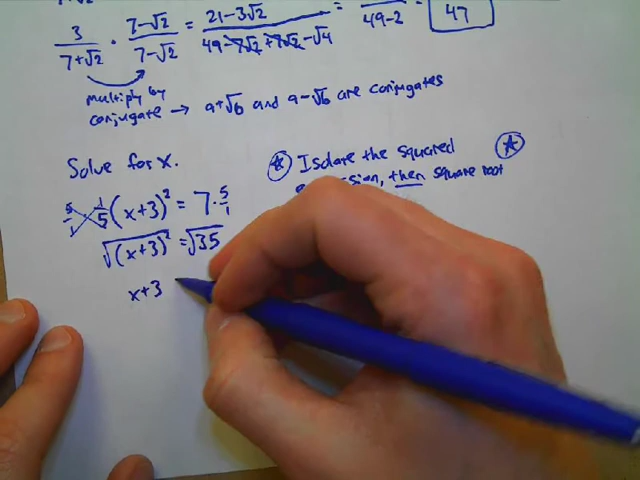 3/(7+√2) · (7-√2)/(7-√2) = (21-3√2)/(49-7√2+7√2-√4) = /(49-2) = 47
multiply by
conjugate → a+√b and a-√b are conjugates
Solve for x. ⍟ Isolate the squared ⍟
then square root
5/1 · 1/5 (x+3)² = 7 · 5/1
√(x+3)² = √35
x+3